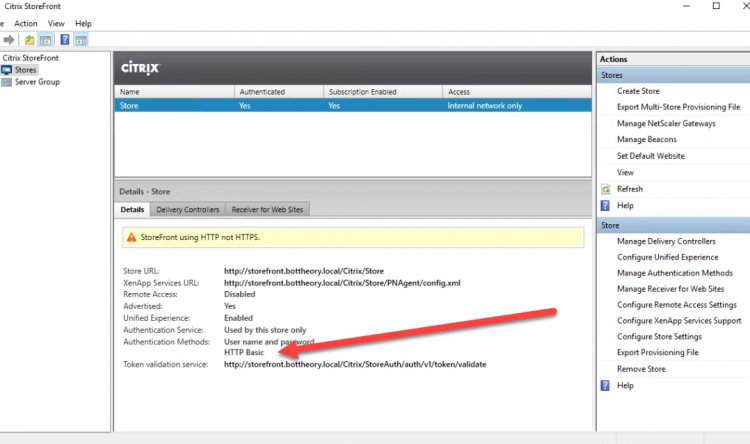 Citrix StoreFront
Action View Help
Citrix StoreFront
Stores
Server Group
CITRIX
Name Authenticated Subscription Enabled Access
Store Yes Yes Internal network only
Details - Store
Details Delivery Controllers Receiver for Web Sites
StoreFront using HTTP not HTTPS.
Store URL: http://storefront.bottheory.local/Citrix/Store
XenApp Services URL: http://storefront.bottheory.local/Citrix/Store/PNAgent/config.xml
Remote Access: Disabled
Advertised: Yes
Unified Experience: Enabled
Authentication Service: Used by this store only
Authentication Methods: User name and password
HTTP Basic
Token validation service: http://storefront.bottheory.local/Citrix/StoreAuth/auth/v1/token/validate
Actions
Stores
Create Store
Export Multi-Store Provisioning File
Manage NetScaler Gateways
Manage Beacons
Set Default Website
View
Refresh
Help
Store
Manage Delivery Controllers
Configure Unified Experience
Manage Authentication Methods
Manage Receiver for Web Sites
Configure Remote Access Settings
Configure XenApp Services Support
Configure Store Settings
Export Provisioning File
Remove Store
Help